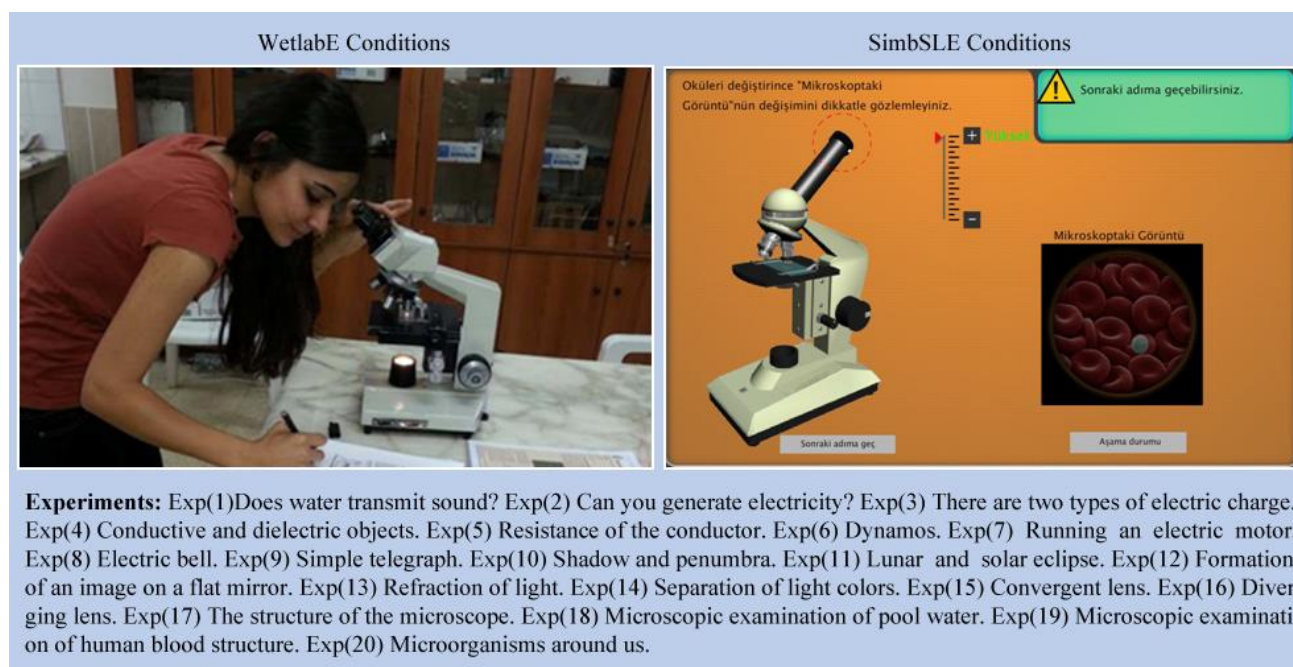 WetlabE Conditions
SimbSLE Conditions
Oküleri değiştirince "Mikroskoptaki
Görüntü"nün değişimini dikkatle gözlemleyiniz.
Sonraki adıma geçebilirsiniz.
Yüksek
Mikroskoptaki Görüntü
Sonraki adıma geç
Aşama durumu
Experiments: Exp(1)Does water transmit sound? Exp(2) Can you generate electricity? Exp(3) There are two types of electric charge.
Exp(4) Conductive and dielectric objects. Exp(5) Resistance of the conductor. Exp(6) Dynamos. Exp(7) Running an electric motor.
Exp(8) Electric bell. Exp(9) Simple telegraph. Exp(10) Shadow and penumbra. Exp(11) Lunar and solar eclipse. Exp(12) Formation
of an image on a flat mirror. Exp(13) Refraction of light. Exp(14) Separation of light colors. Exp(15) Convergent lens. Exp(16) Diver
ging lens. Exp(17) The structure of the microscope. Exp(18) Microscopic examination of pool water. Exp(19) Microscopic examinati
on of human blood structure. Exp(20) Microorganisms around us.